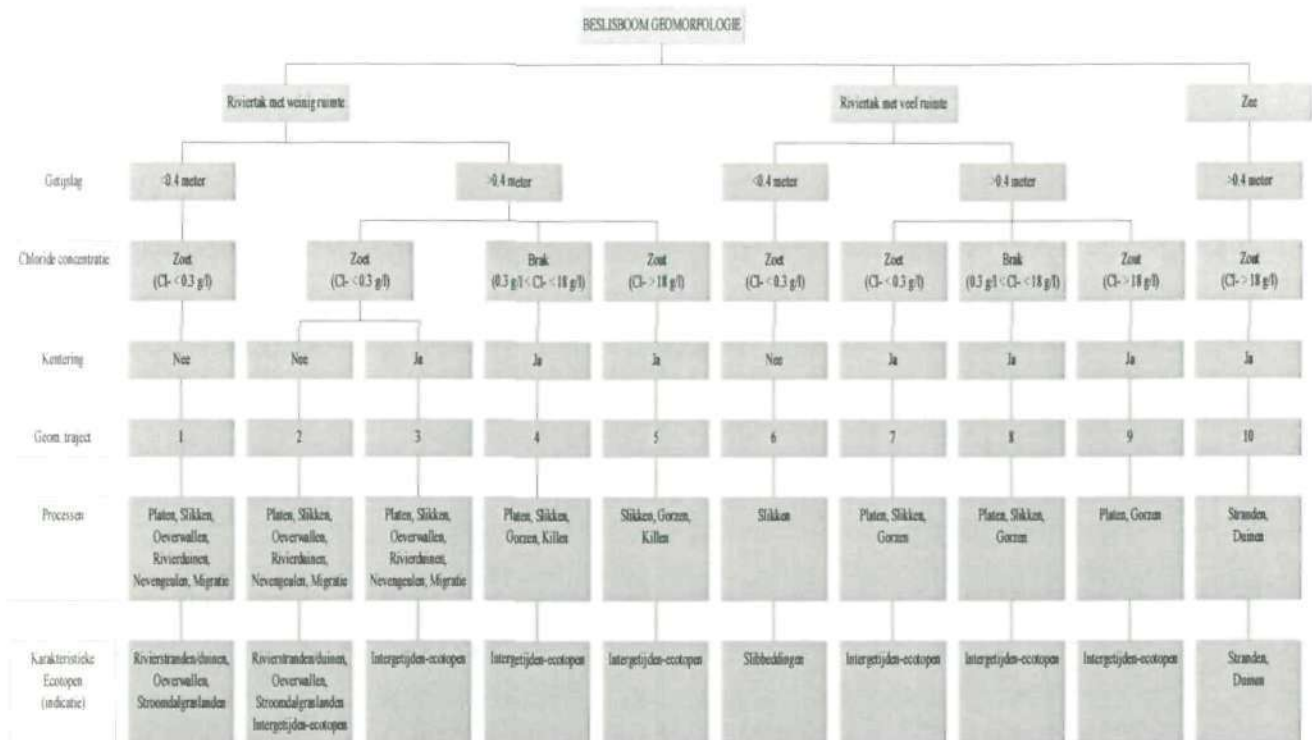 BESLISBOOM GEOMORFOLOGIE
Riviertak met weinig ruimte
Riviertak met veel ruimte
Zee
Getijslag
<0.4 meter
>0.4 meter
<0.4 meter
>0.4 meter
>0.4 meter
Chloride concentratie
Zoet
(Cl- <0.3 g/l)
Zoet
(Cl- <0.3 g/l)
Brak
(0.3 g/l< Cl- <18 g/l)
Zout
(Cl- >18 g/l)
Zoet
(Cl- <0.3 g/l)
Zoet
(Cl- <0.3 g/l)
Brak
(0.3 g/l< Cl- <18 g/l)
Zout
(Cl- >18 g/l)
Zout
(Cl- >18 g/l)
Kentering
Nee
Nee
Ja
Ja
Ja
Nee
Ja
Ja
Ja
Ja
Geom. traject
1
2
3
4
5
6
7
8
9
10
Processen
Platen, Slikken,
Oeverwallen,
Rivierduinen,
Nevengeulen, Migratie
Platen, Slikken,
Oeverwallen,
Rivierduinen,
Nevengeulen, Migratie
Platen, Slikken,
Oeverwallen,
Rivierduinen,
Nevengeulen, Migratie
Platen, Slikken,
Gorzen, Killen
Slikken, Gorzen,
Killen
Slikken
Platen, Slikken,
Gorzen
Platen, Slikken,
Gorzen
Platen, Gorzen
Stranden,
Duinen
Karakteristieke
Ecotopen
(indicatie)
Rivierstranden/duinen,
Oeverwallen,
Stroomdalgraslanden
Rivierstranden/duinen,
Oeverwallen,
Stroomdalgraslanden
Intergetijden-ecotopen
Intergetijden-ecotopen
Intergetijden-ecotopen
Intergetijden-ecotopen
Slibbeddingen
Intergetijden-ecotopen
Intergetijden-ecotopen
Intergetijden-ecotopen
Stranden,
Duinen